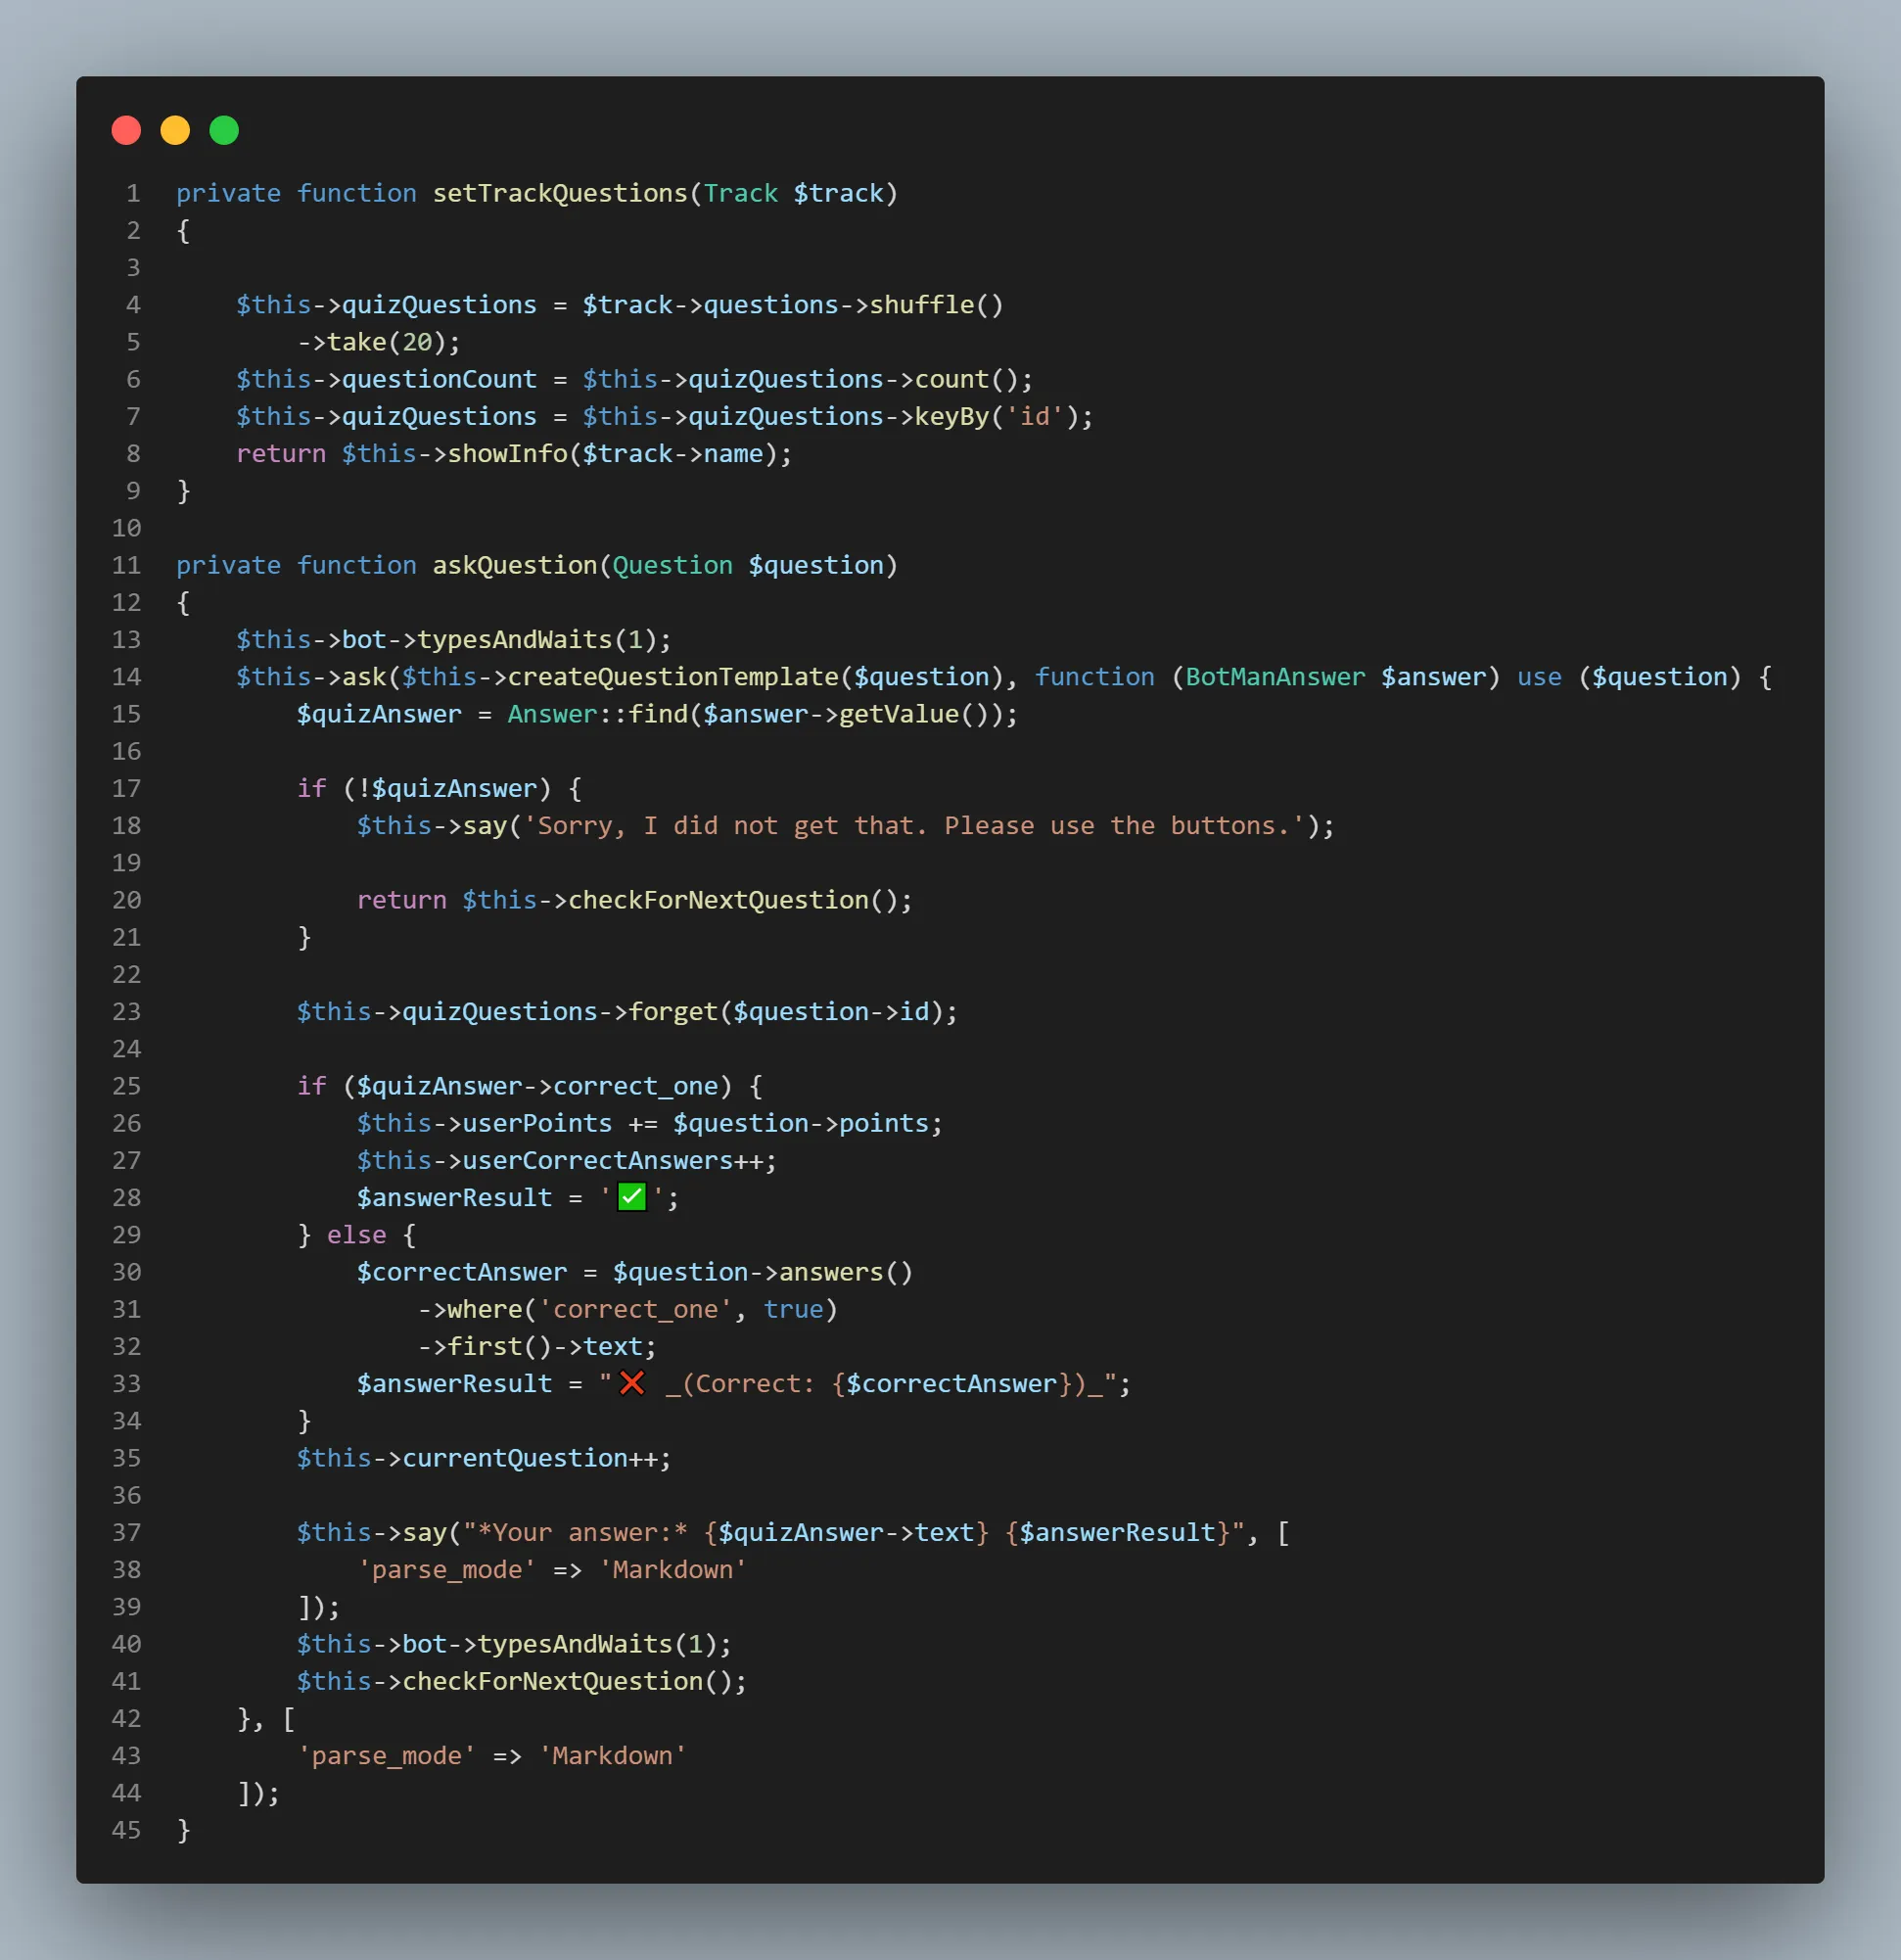 1 private function setTrackQuestions(Track $track)
2 {
3
4     $this->quizQuestions = $track->questions->shuffle()
5         ->take(20);
6     $this->questionCount = $this->quizQuestions->count();
7     $this->quizQuestions = $this->quizQuestions->keyBy('id');
8     return $this->showInfo($track->name);
9 }
10
11 private function askQuestion(Question $question)
12 {
13     $this->bot->typesAndWaits(1);
14     $this->ask($this->createQuestionTemplate($question), function (BotManAnswer $answer) use ($question) {
15         $quizAnswer = Answer::find($answer->getValue());
16
17         if (!$quizAnswer) {
18             $this->say('Sorry, I did not get that. Please use the buttons.');
19
20             return $this->checkForNextQuestion();
21         }
22
23         $this->quizQuestions->forget($question->id);
24
25         if ($quizAnswer->correct_one) {
26             $this->userPoints += $question->points;
27             $this->userCorrectAnswers++;
28             $answerResult = '✅';
29         } else {
30             $correctAnswer = $question->answers()
31                 ->where('correct_one', true)
32                 ->first()->text;
33             $answerResult = "❌ _(Correct: {$correctAnswer})_";
34         }
35         $this->currentQuestion++;
36
37         $this->say("*Your answer:* {$quizAnswer->text} {$answerResult}", [
38             'parse_mode' => 'Markdown'
39         ]);
40         $this->bot->typesAndWaits(1);
41         $this->checkForNextQuestion();
42     }, [
43         'parse_mode' => 'Markdown'
44     ]);
45 }